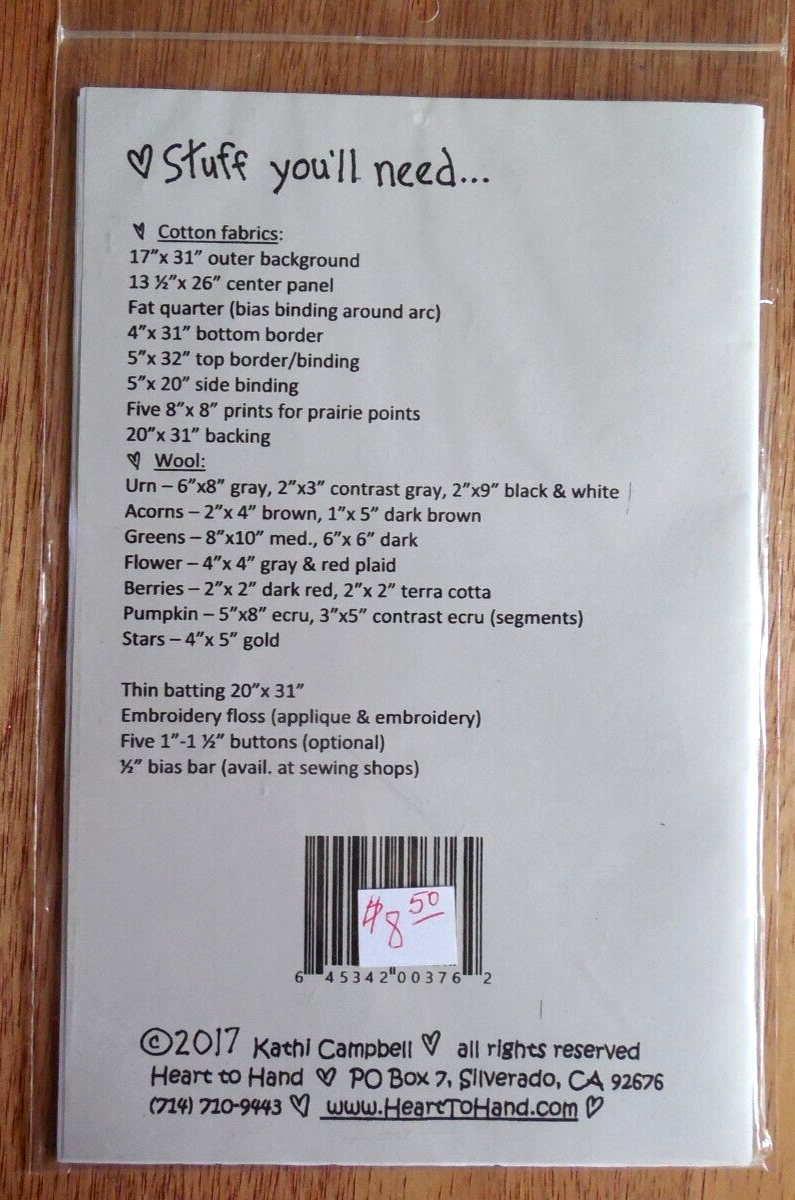 ♡ Stuff you'll need...
♡ Cotton fabrics:
17"x 31" outer background
13 ½"x 26" center panel
Fat quarter (bias binding around arc)
4"x 31" bottom border
5"x 32" top border/binding
5"x 20" side binding
Five 8"x 8" prints for prairie points
20"x 31" backing
♡ Wool:
Urn – 6"x8" gray, 2"x3" contrast gray, 2"x9" black & white
Acorns – 2"x 4" brown, 1"x 5" dark brown
Greens – 8"x10" med., 6"x 6" dark
Flower – 4"x 4" gray & red plaid
Berries – 2"x 2" dark red, 2"x 2" terra cotta
Pumpkin – 5"x8" ecru, 3"x5" contrast ecru (segments)
Stars – 4"x 5" gold
Thin batting 20"x 31"
Embroidery floss (applique & embroidery)
Five 1"-1 ½" buttons (optional)
½" bias bar (avail. at sewing shops)
$8 50
6 45342 00376 2
©2017 Kathi Campbell ♡ all rights reserved
Heart to Hand ♡ PO Box 7, Silverado, CA 92676
(714) 710-9443 ♡ www.HeartToHand.com ♡